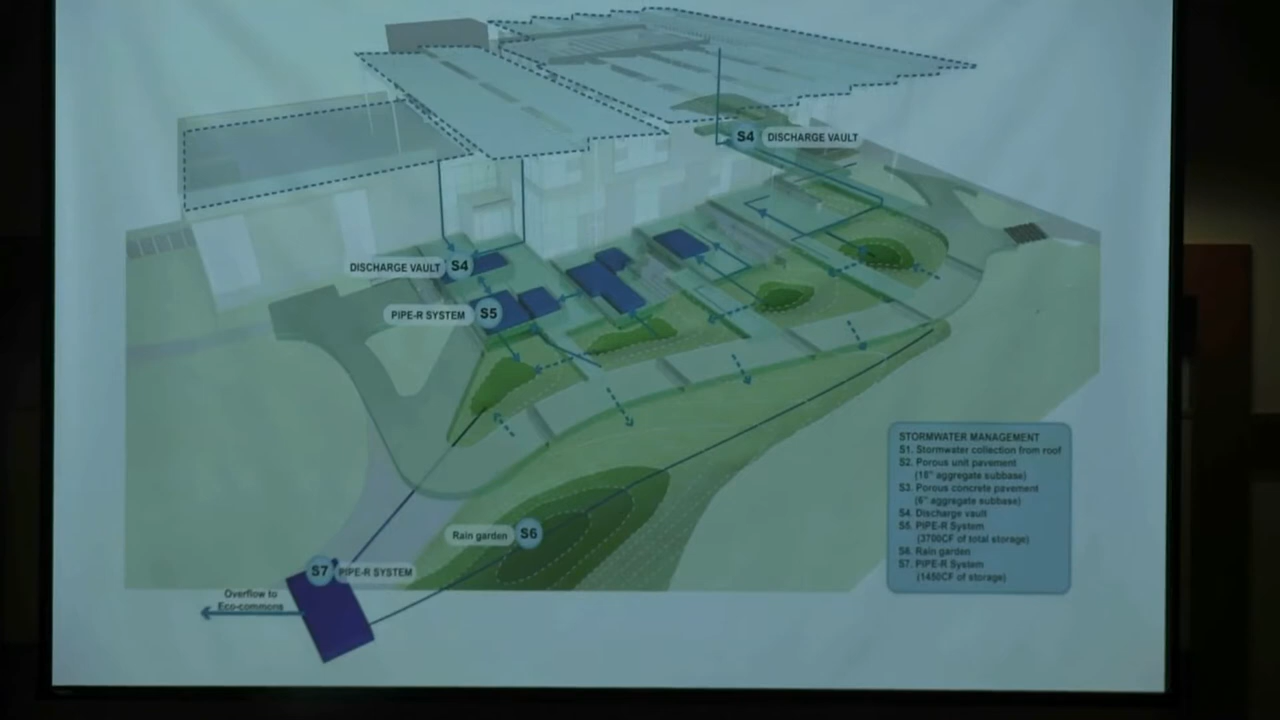 S4 DISCHARGE VAULT
DISCHARGE VAULT S4
PIPE-R SYSTEM S5
STORMWATER MANAGEMENT
S1. Stormwater collection from roof
S2. Porous unit pavement
(18" aggregate subbase)
S3. Porous concrete pavement
(6" aggregate subbase)
S4. Discharge vault
S5. PIPE-R System
(3700CF of total storage)
S6. Rain garden
S7. PIPE-R System
(1450CF of storage)
Rain garden S6
S7 PIPE-R SYSTEM
Overflow to
Eco-commons